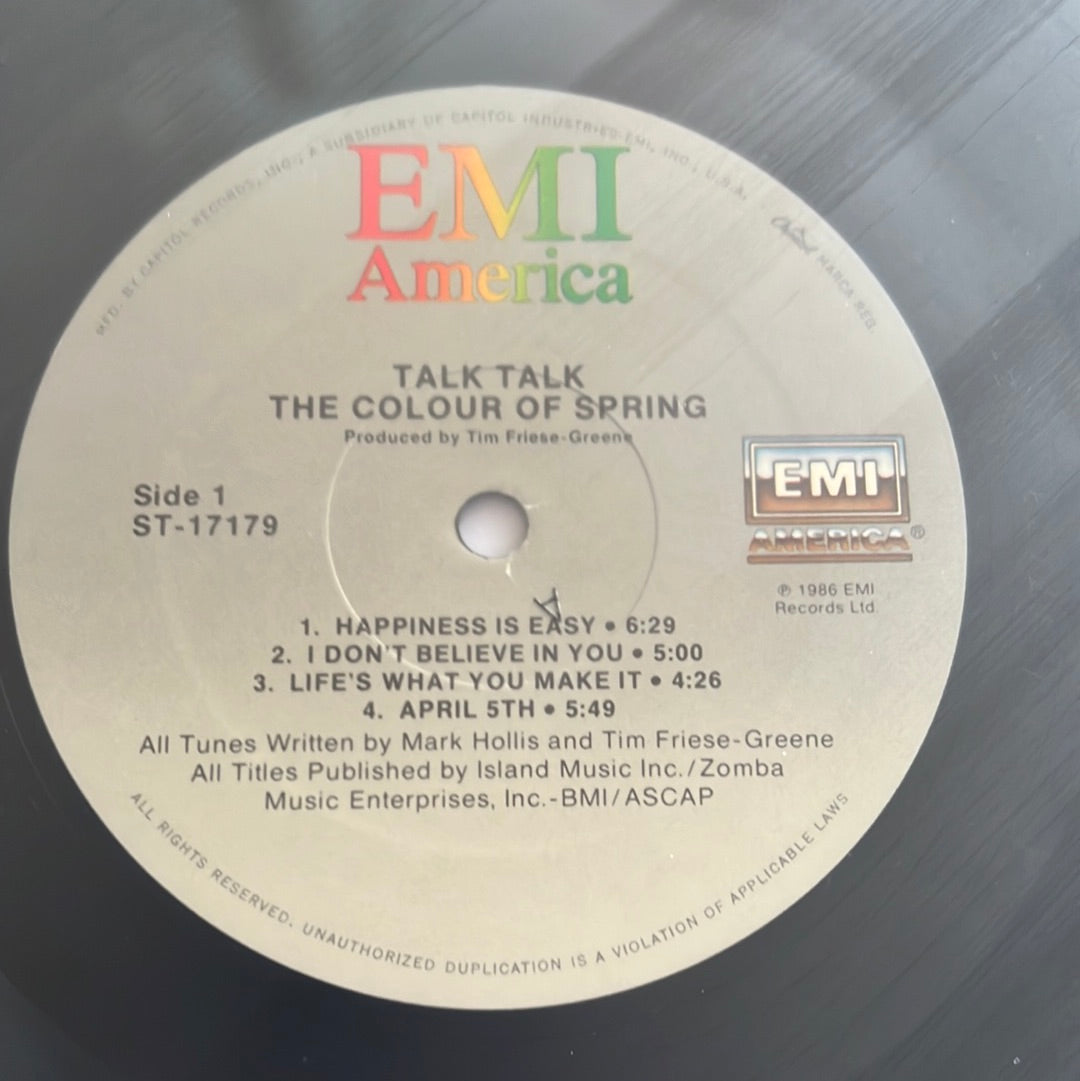 MFD. BY CAPITOL RECORDS, INC., A SUBSIDIARY OF CAPITOL INDUSTRIES-EMI, INC., U.S.A.
Capitol MARCA REG.
EMI
America
TALK TALK
THE COLOUR OF SPRING
Produced by Tim Friese-Greene
Side 1
ST-17179
EMI
AMERICA®
℗ 1986 EMI
Records Ltd.
A
1. HAPPINESS IS EASY • 6:29
2. I DON'T BELIEVE IN YOU • 5:00
3. LIFE'S WHAT YOU MAKE IT • 4:26
4. APRIL 5TH • 5:49
All Tunes Written by Mark Hollis and Tim Friese-Greene
All Titles Published by Island Music Inc./Zomba
Music Enterprises, Inc.-BMI/ASCAP
ALL RIGHTS RESERVED. UNAUTHORIZED DUPLICATION IS A VIOLATION OF APPLICABLE LAWS